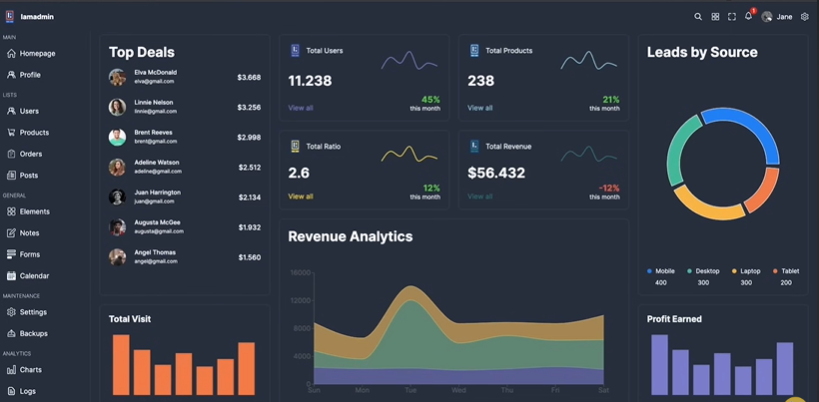 lamadmin
1
Jane
MAIN
Homepage
Profile
LISTS
Users
Products
Orders
Posts
GENERAL
Elements
Notes
Forms
Calendar
MAINTENANCE
Settings
Backups
ANALYTICS
Charts
Logs
Top Deals
Elva McDonald
elva@gmail.com
$3.668
Linnie Nelson
linnie@gmail.com
$3.256
Brent Reeves
brent@gmail.com
$2.998
Adeline Watson
adeline@gmail.com
$2.512
Juan Harrington
juan@gmail.com
$2.134
Augusta McGee
augusta@gmail.com
$1.932
Angel Thomas
angel@gmail.com
$1.560
Total Users
11.238
View all
45%
this month
Total Products
238
View all
21%
this month
Total Ratio
2.6
View all
12%
this month
Total Revenue
$56.432
View all
-12%
this month
Leads by Source
Mobile
400
Desktop
300
Laptop
300
Tablet
200
Total Visit
Revenue Analytics
16000
12000
8000
4000
0
Sun Mon Tue Wed Thu Fri Sat
Profit Earned